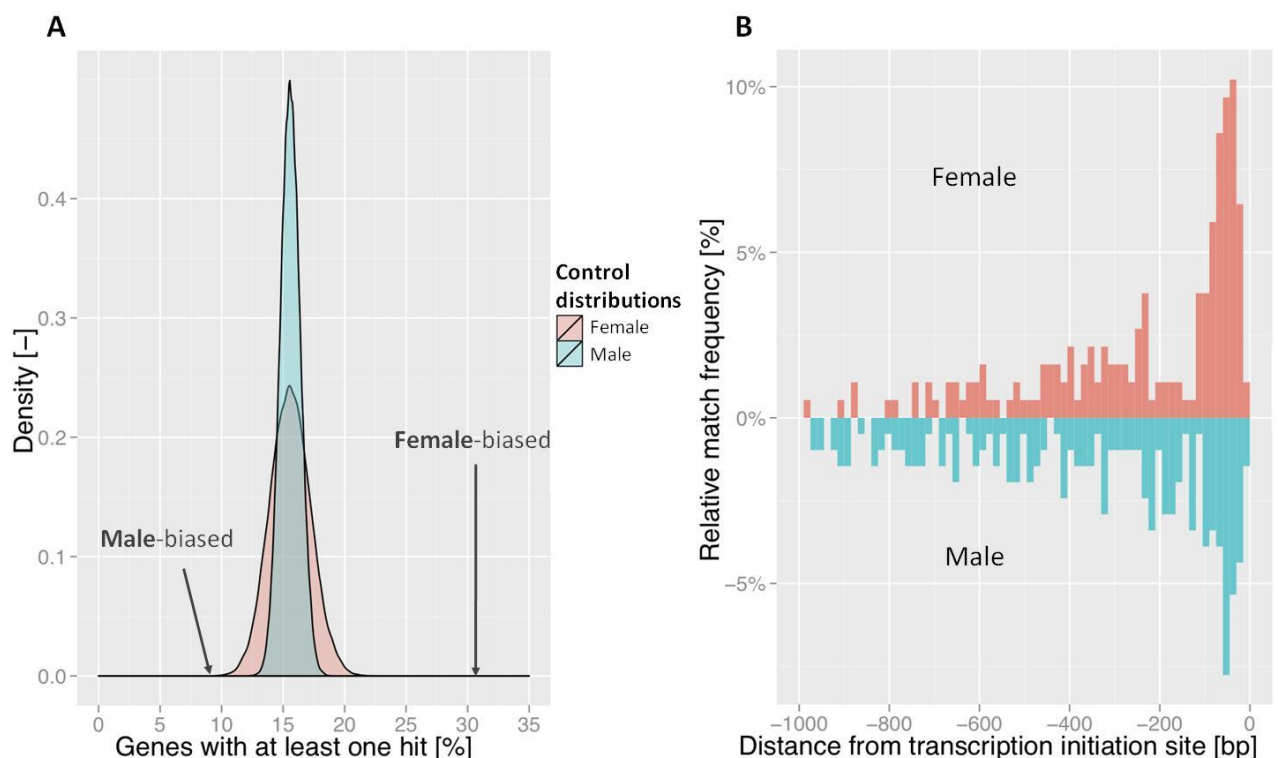 A
Density [−]
0.4
0.3
0.2
0.1
0.0
Male-biased
Female-biased
0 5 10 15 20 25 30 35
Genes with at least one hit [%]
Control
distributions
Female
Male
B
Relative match frequency [%]
10%
5%
0%
−5%
Female
Male
−1000 −800 −600 −400 −200 0
Distance from transcription initiation site [bp]